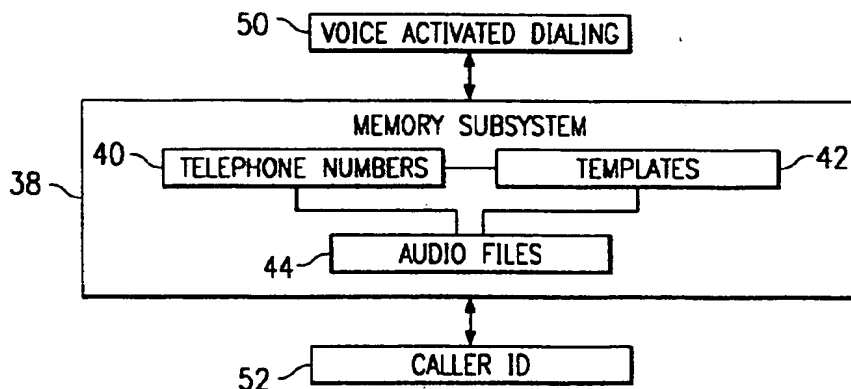 50 VOICE ACTIVATED DIALING
MEMORY SUBSYSTEM
40 TELEPHONE NUMBERS TEMPLATES 42
38
44 AUDIO FILES
52 CALLER ID